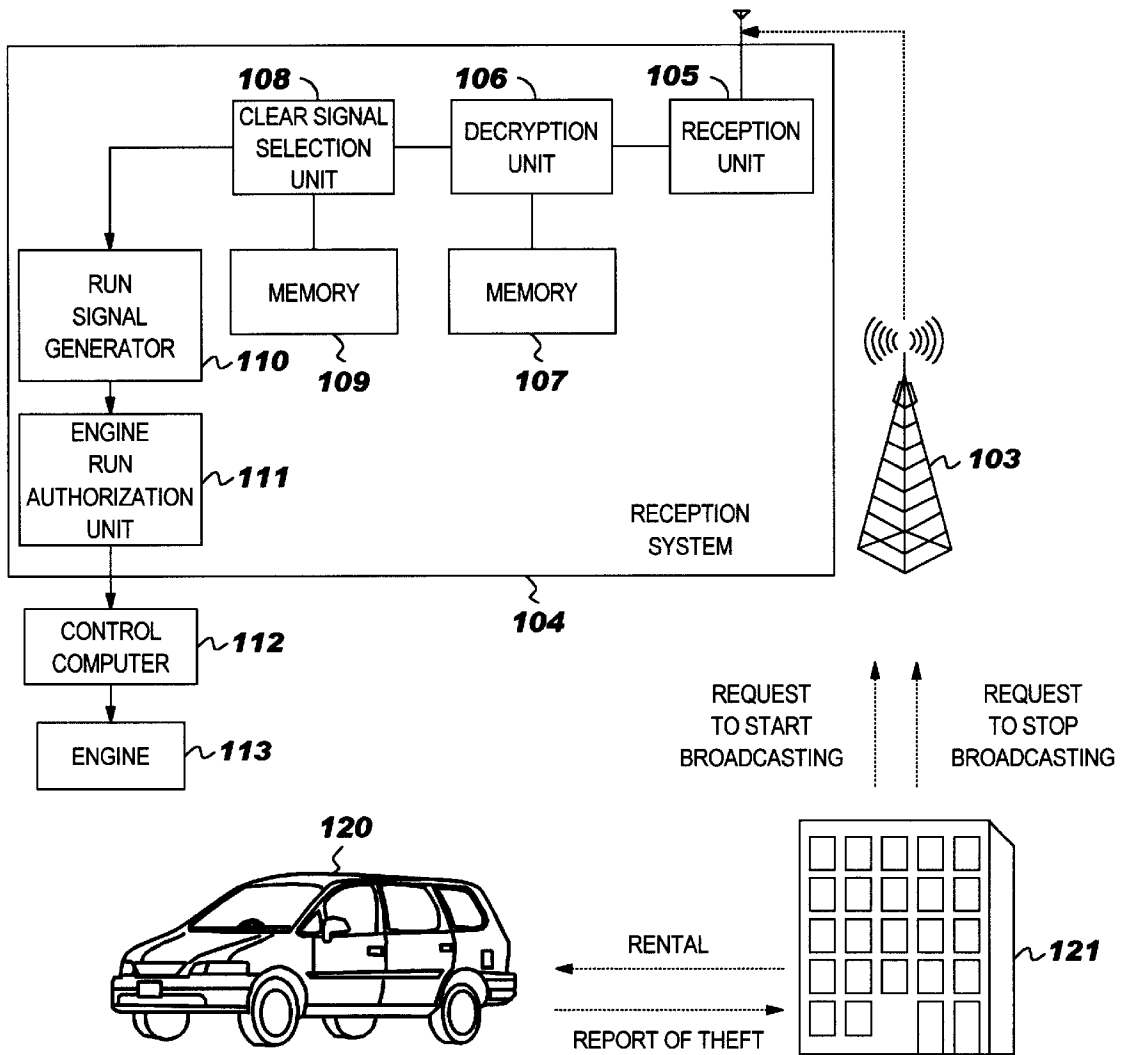 108
106
105
CLEAR SIGNAL
SELECTION
UNIT
DECRYPTION
UNIT
RECEPTION
UNIT
RUN
SIGNAL
GENERATOR
110
MEMORY
109
MEMORY
107
ENGINE
RUN
AUTHORIZATION
UNIT
111
RECEPTION
SYSTEM
103
104
CONTROL
COMPUTER
112
ENGINE
113
REQUEST
TO START
BROADCASTING
REQUEST
TO STOP
BROADCASTING
120
RENTAL
REPORT OF THEFT
121